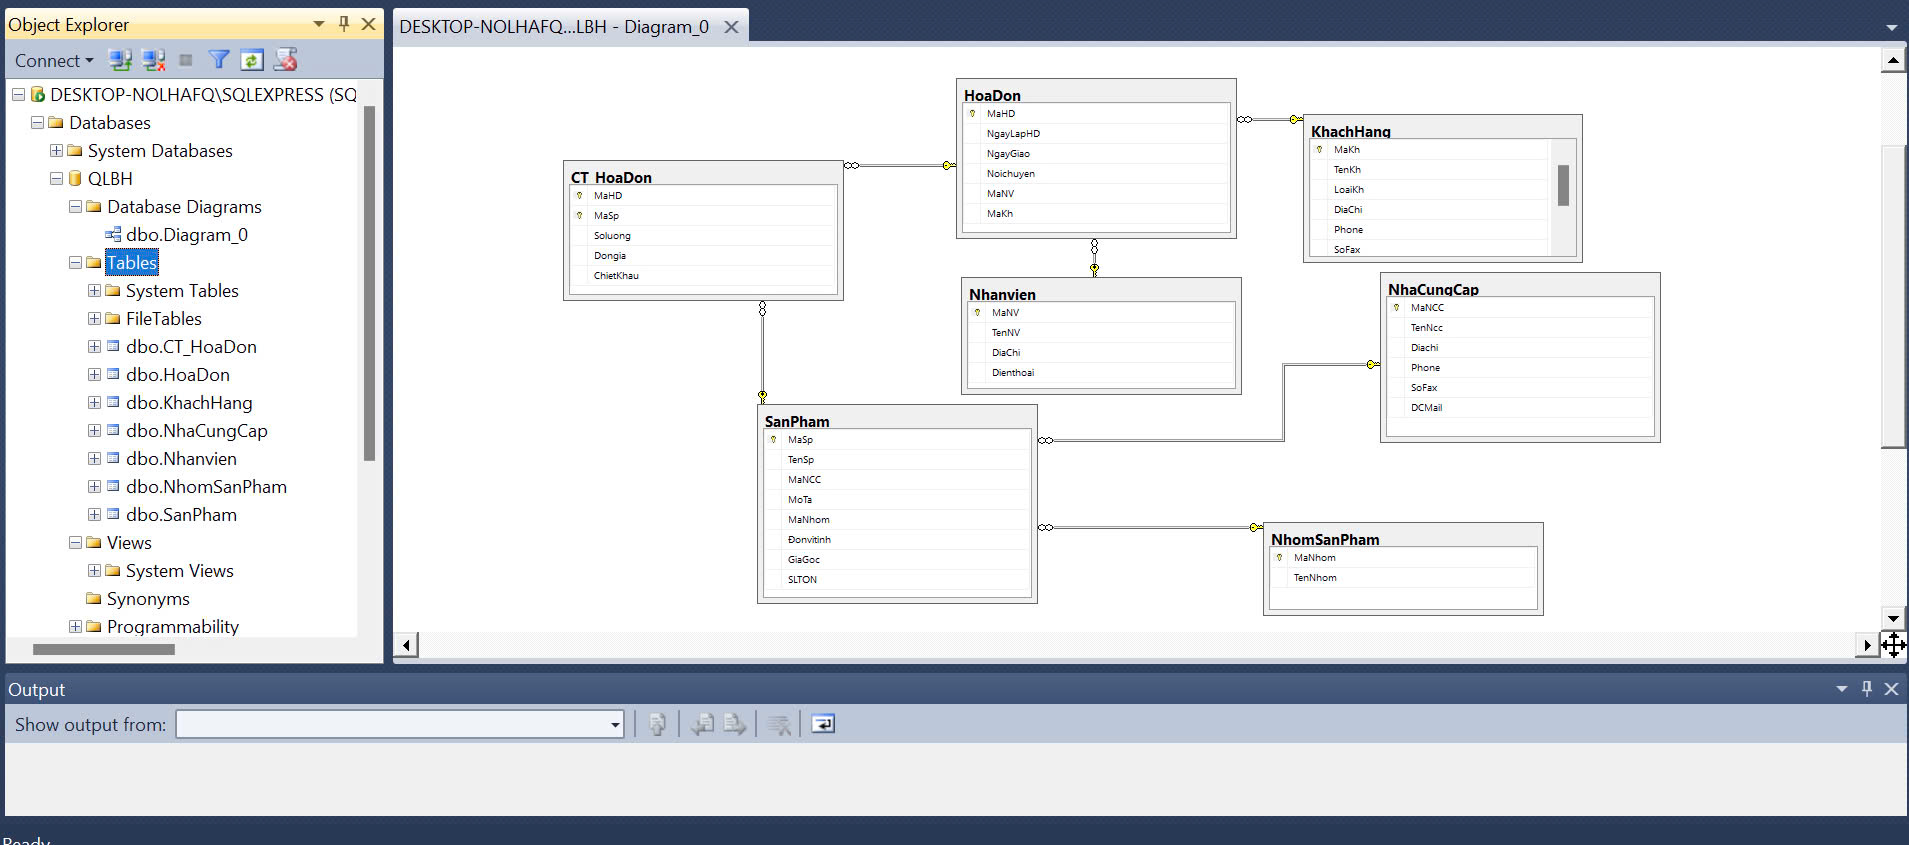 Object Explorer
Connect
DESKTOP-NOLHAFQ\SQLEXPRESS (SQ
Databases
System Databases
QLBH
Database Diagrams
dbo.Diagram_0
Tables
System Tables
FileTables
dbo.CT_HoaDon
dbo.HoaDon
dbo.KhachHang
dbo.NhaCungCap
dbo.Nhanvien
dbo.NhomSanPham
dbo.SanPham
Views
System Views
Synonyms
Programmability
DESKTOP-NOLHAFQ...LBH - Diagram_0
HoaDon
MaHD
NgayLapHD
NgayGiao
Noichuyen
MaNV
MaKh
KhachHang
MaKh
TenKh
LoaiKh
DiaChi
Phone
SoFax
CT_HoaDon
MaHD
MaSp
Soluong
Dongia
ChietKhau
Nhanvien
MaNV
TenNV
DiaChi
Dienthoai
NhaCungCap
MaNCC
TenNcc
Diachi
Phone
SoFax
DCMail
SanPham
MaSp
TenSp
MaNCC
MoTa
MaNhom
Đonvitinh
GiaGoc
SLTON
NhomSanPham
MaNhom
TenNhom
Output
Show output from:
Ready